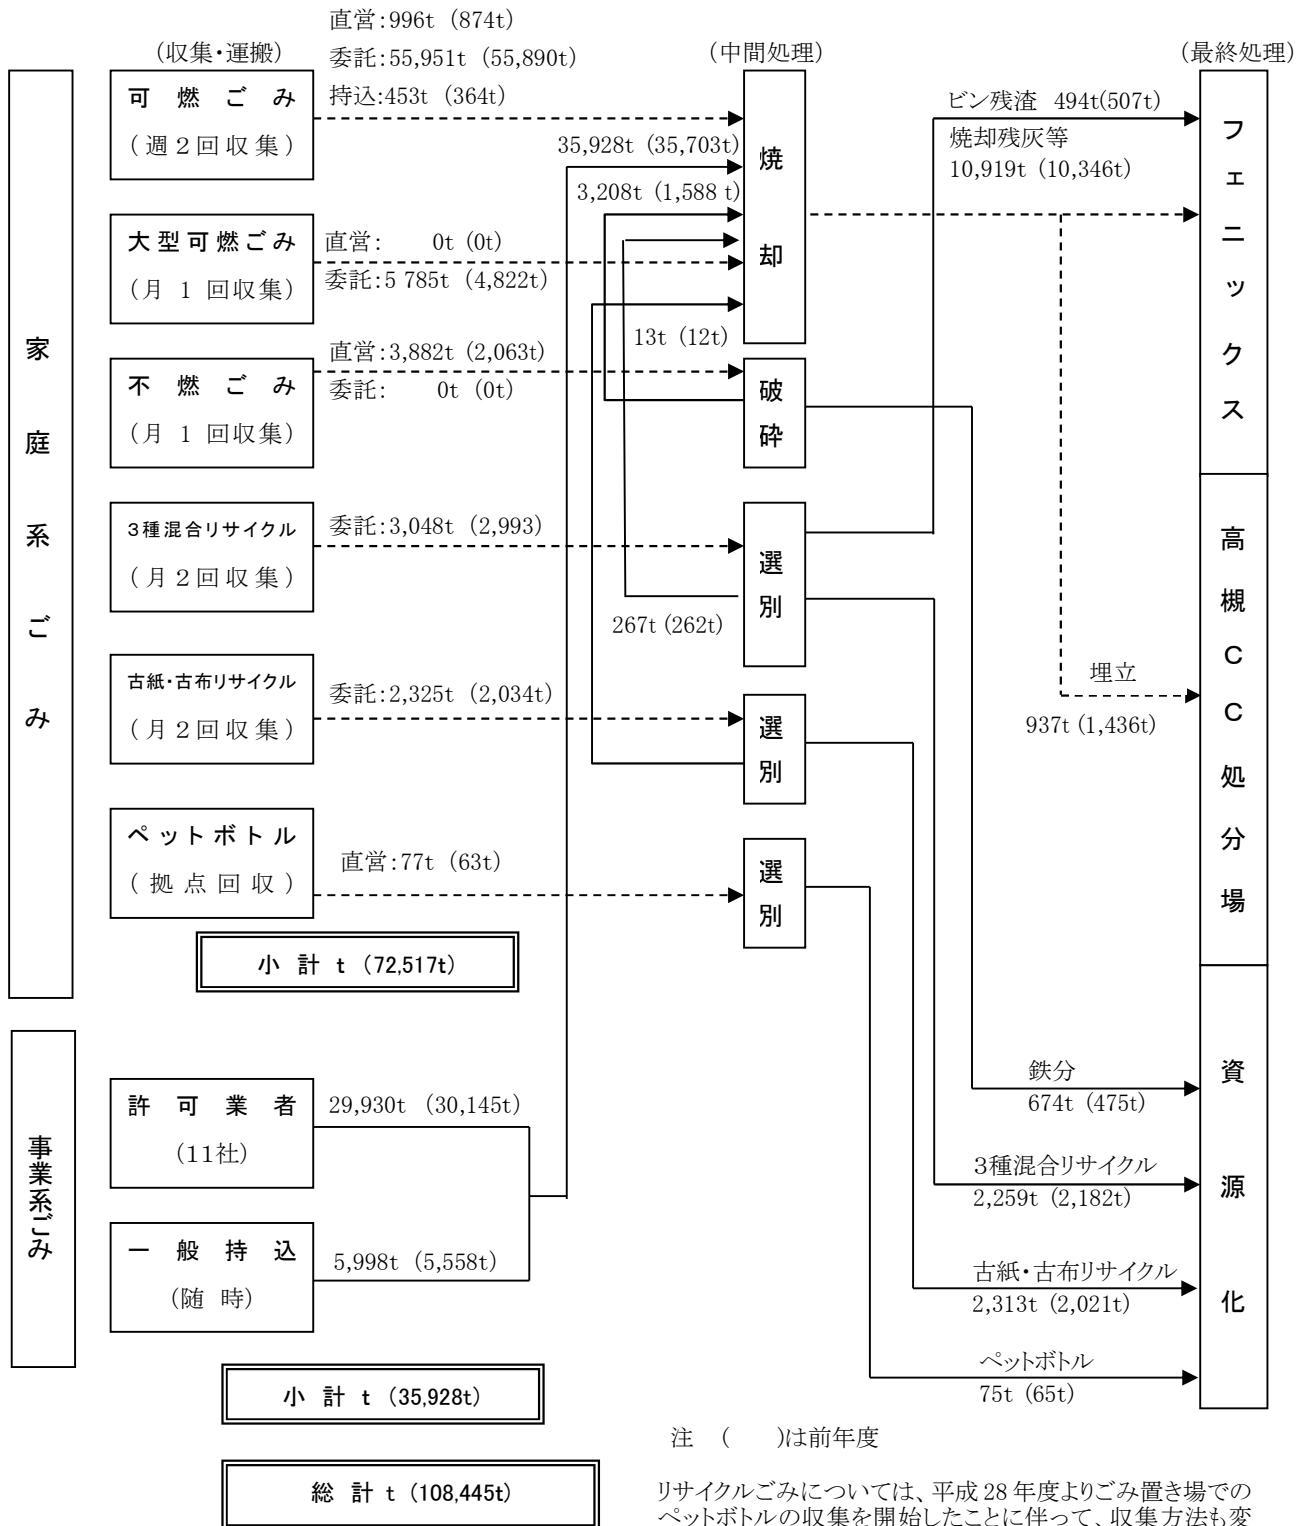 直営:996t (874t)
委託:55,951t (55,890t)
持込:453t (364t)
(収集・運搬)
(中間処理)
(最終処理)
家庭系ごみ
可燃ごみ
(週2回収集)
35,928t (35,703t)
3,208t (1,588 t)
焼却
ビン残渣 494t(507t)
焼却残灰等
10,919t (10,346t)
フェニックス
大型可燃ごみ
(月 1 回収集)
直営: 0t (0t)
委託:5 785t (4,822t)
13t (12t)
不燃ごみ
(月 1 回収集)
直営:3,882t (2,063t)
委託: 0t (0t)
破砕
3種混合リサイクル
(月2回収集)
委託:3,048t (2,993)
選別
267t (262t)
高槻CC処分場
古紙・古布リサイクル
(月2回収集)
委託:2,325t (2,034t)
選別
埋立
937t (1,436t)
ペットボトル
(拠点回収)
直営:77t (63t)
選別
小 計 t (72,517t)
事業系ごみ
許可業者
(11社)
29,930t (30,145t)
一般持込
(随 時)
5,998t (5,558t)
資源化
鉄分
674t (475t)
3種混合リサイクル
2,259t (2,182t)
古紙・古布リサイクル
2,313t (2,021t)
ペットボトル
75t (65t)
小 計 t (35,928t)
総 計 t (108,445t)
注 ( )は前年度
リサイクルごみについては、平成 28 年度よりごみ置き場での
ペットボトルの収集を開始したことに伴って、収集方法も変